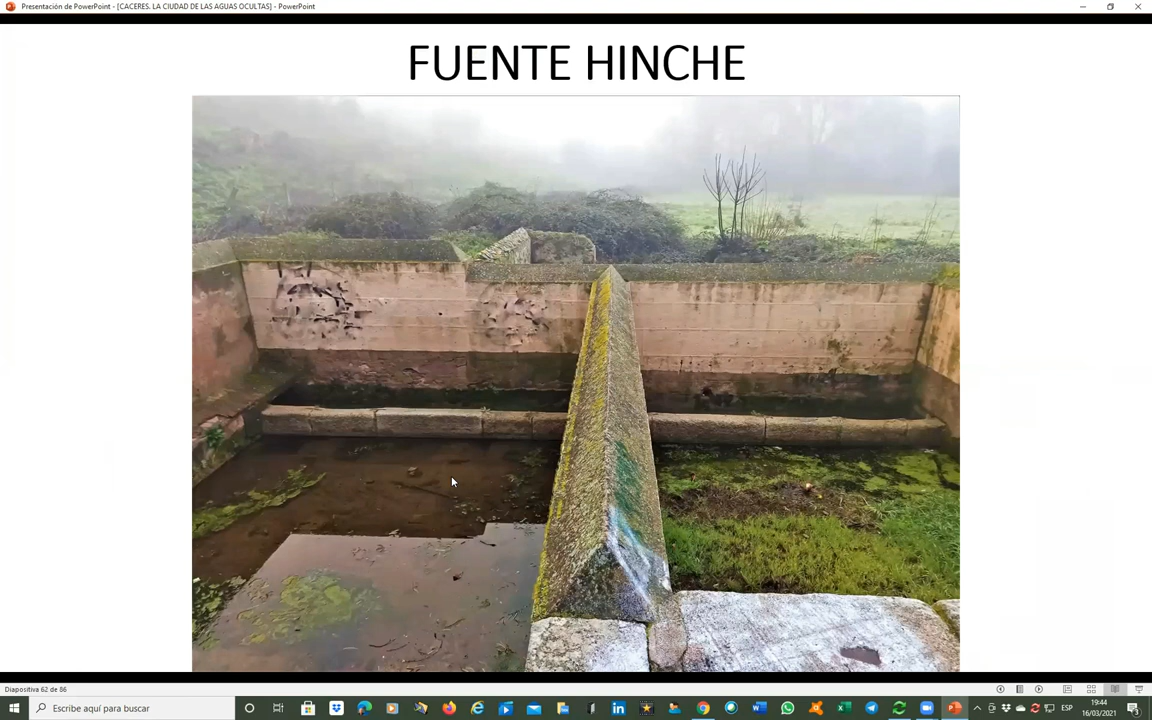 Presentación de PowerPoint - [CACERES. LA CIUDAD DE LAS AGUAS OCULTAS] - PowerPoint
FUENTE HINCHE
Diapositiva 62 de 86
Escribe aquí para buscar
ESP
19:44
16/03/2021
3